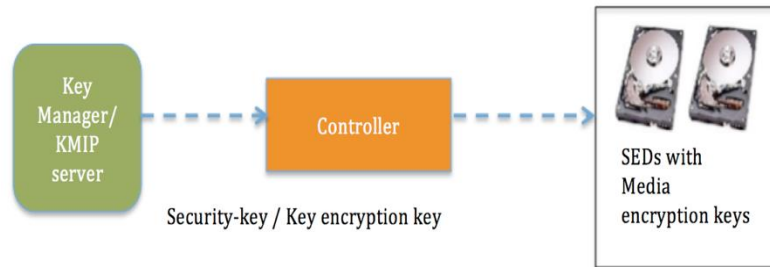 Key
Manager/
KMIP
server
Controller
Security-key / Key encryption key
SEDs with
Media
encryption keys